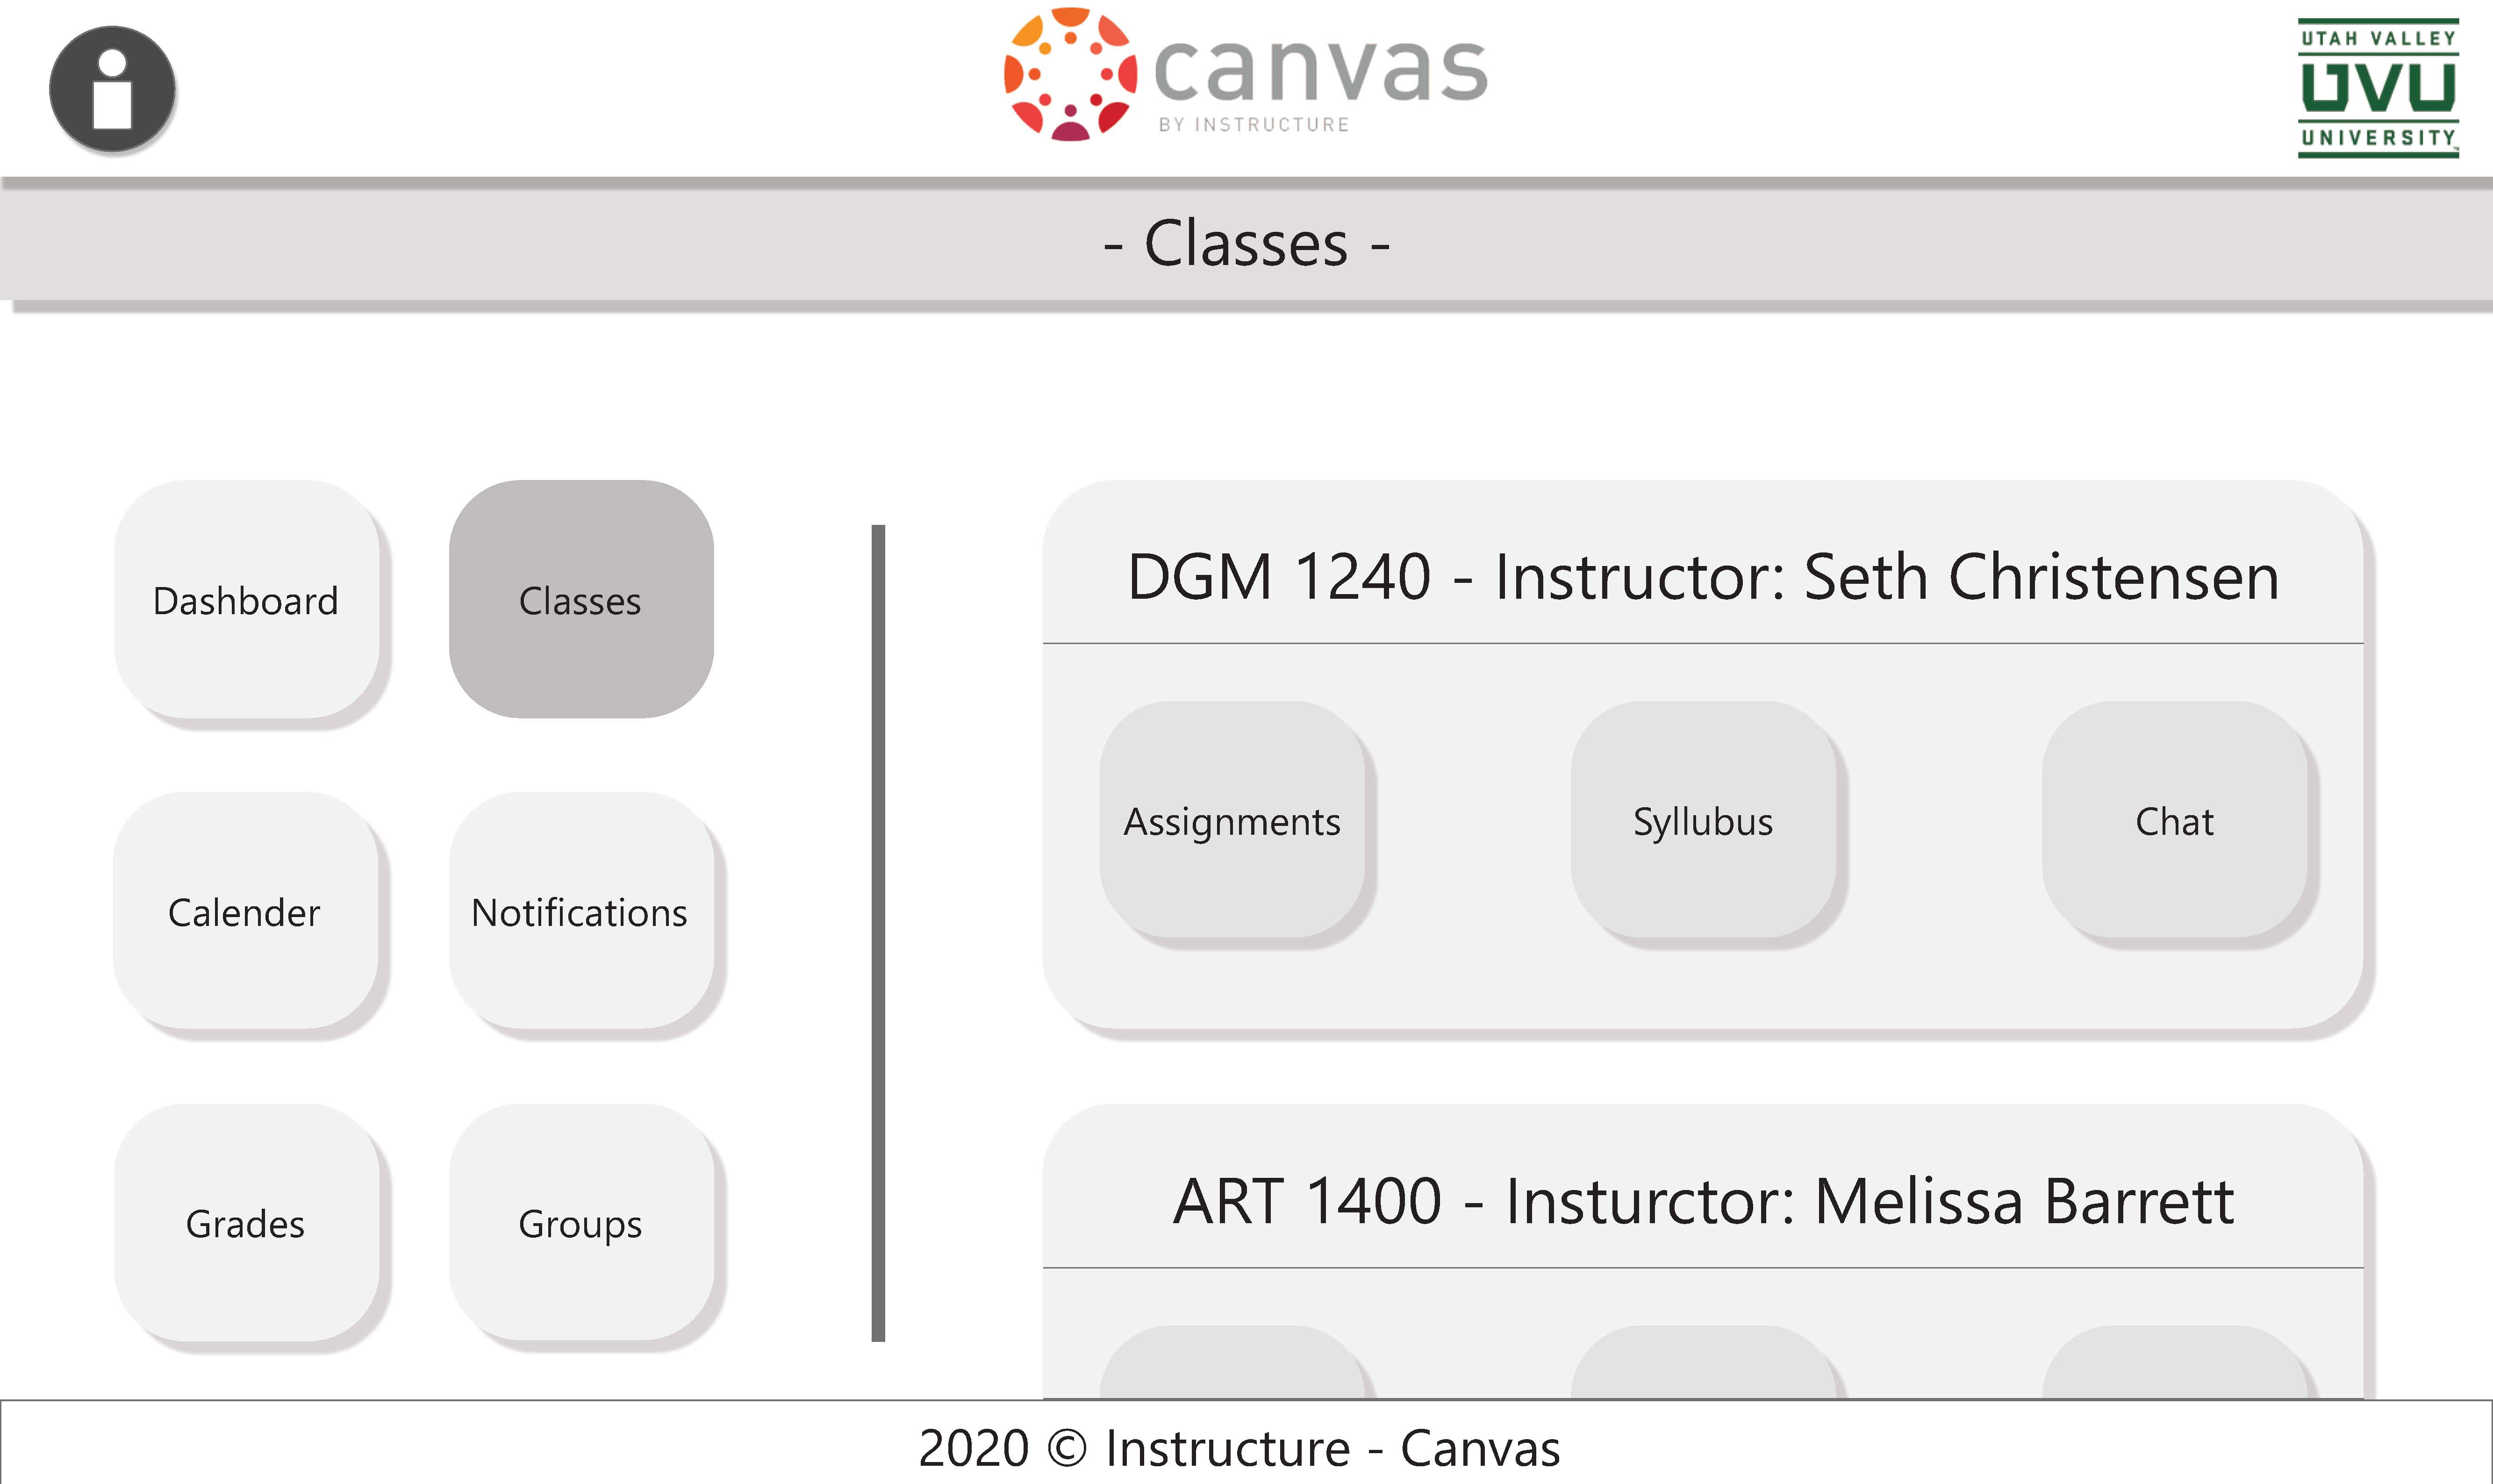 canvas
BY INSTRUCTURE
UTAH VALLEY
UVU
UNIVERSITY™
- Classes -
Dashboard
Classes
Calender
Notifications
Grades
Groups
DGM 1240 - Instructor: Seth Christensen
Assignments
Syllubus
Chat
ART 1400 - Insturctor: Melissa Barrett
2020 © Instructure - Canvas